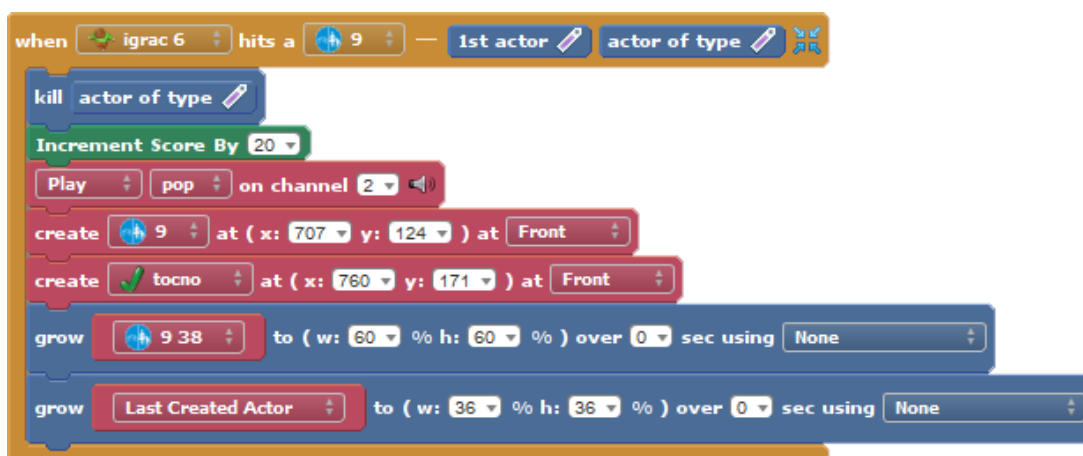 when igrac 6 hits a 9 — 1st actor actor of type
kill actor of type
Increment Score By 20
Play pop on channel 2
create 9 at ( x: 707 y: 124 ) at Front
create tocno at ( x: 760 y: 171 ) at Front
grow 9 38 to ( w: 60 % h: 60 % ) over 0 sec using None
grow Last Created Actor to ( w: 36 % h: 36 % ) over 0 sec using None